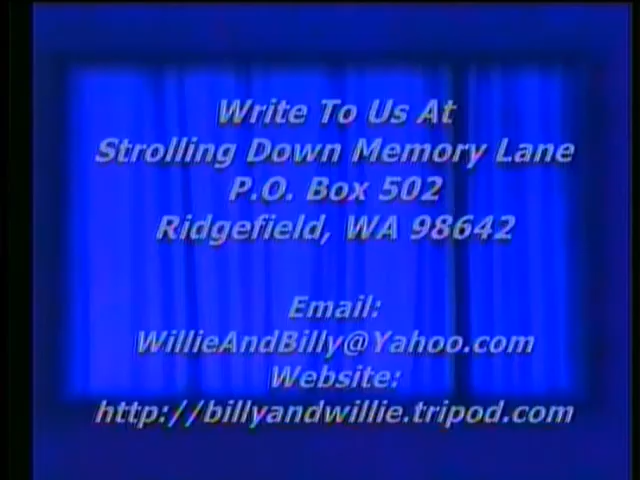 Write To Us At
Strolling Down Memory Lane
P.O. Box 502
Ridgefield, WA 98642
Email:
WillieAndBilly@Yahoo.com
Website:
http://billyandwillie.tripod.com